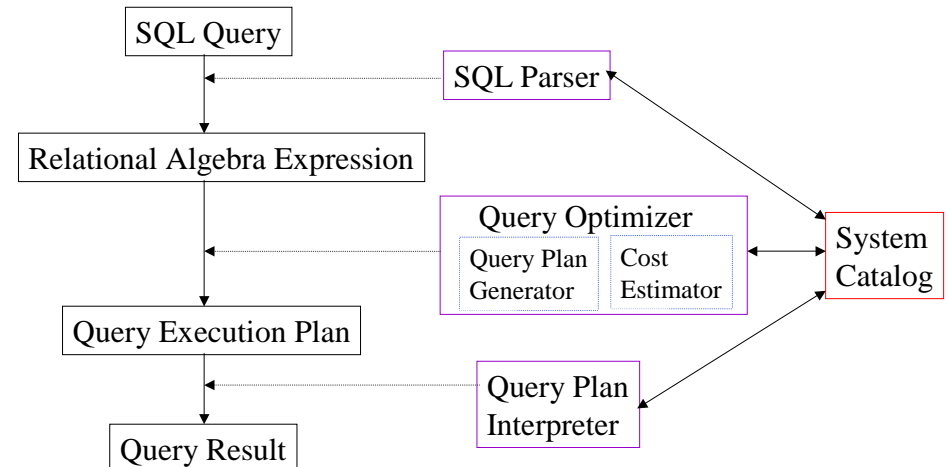 SQL Query
SQL Parser
Relational Algebra Expression
Query Optimizer
Query Plan
Generator
Cost
Estimator
System
Catalog
Query Execution Plan
Query Plan
Interpreter
Query Result